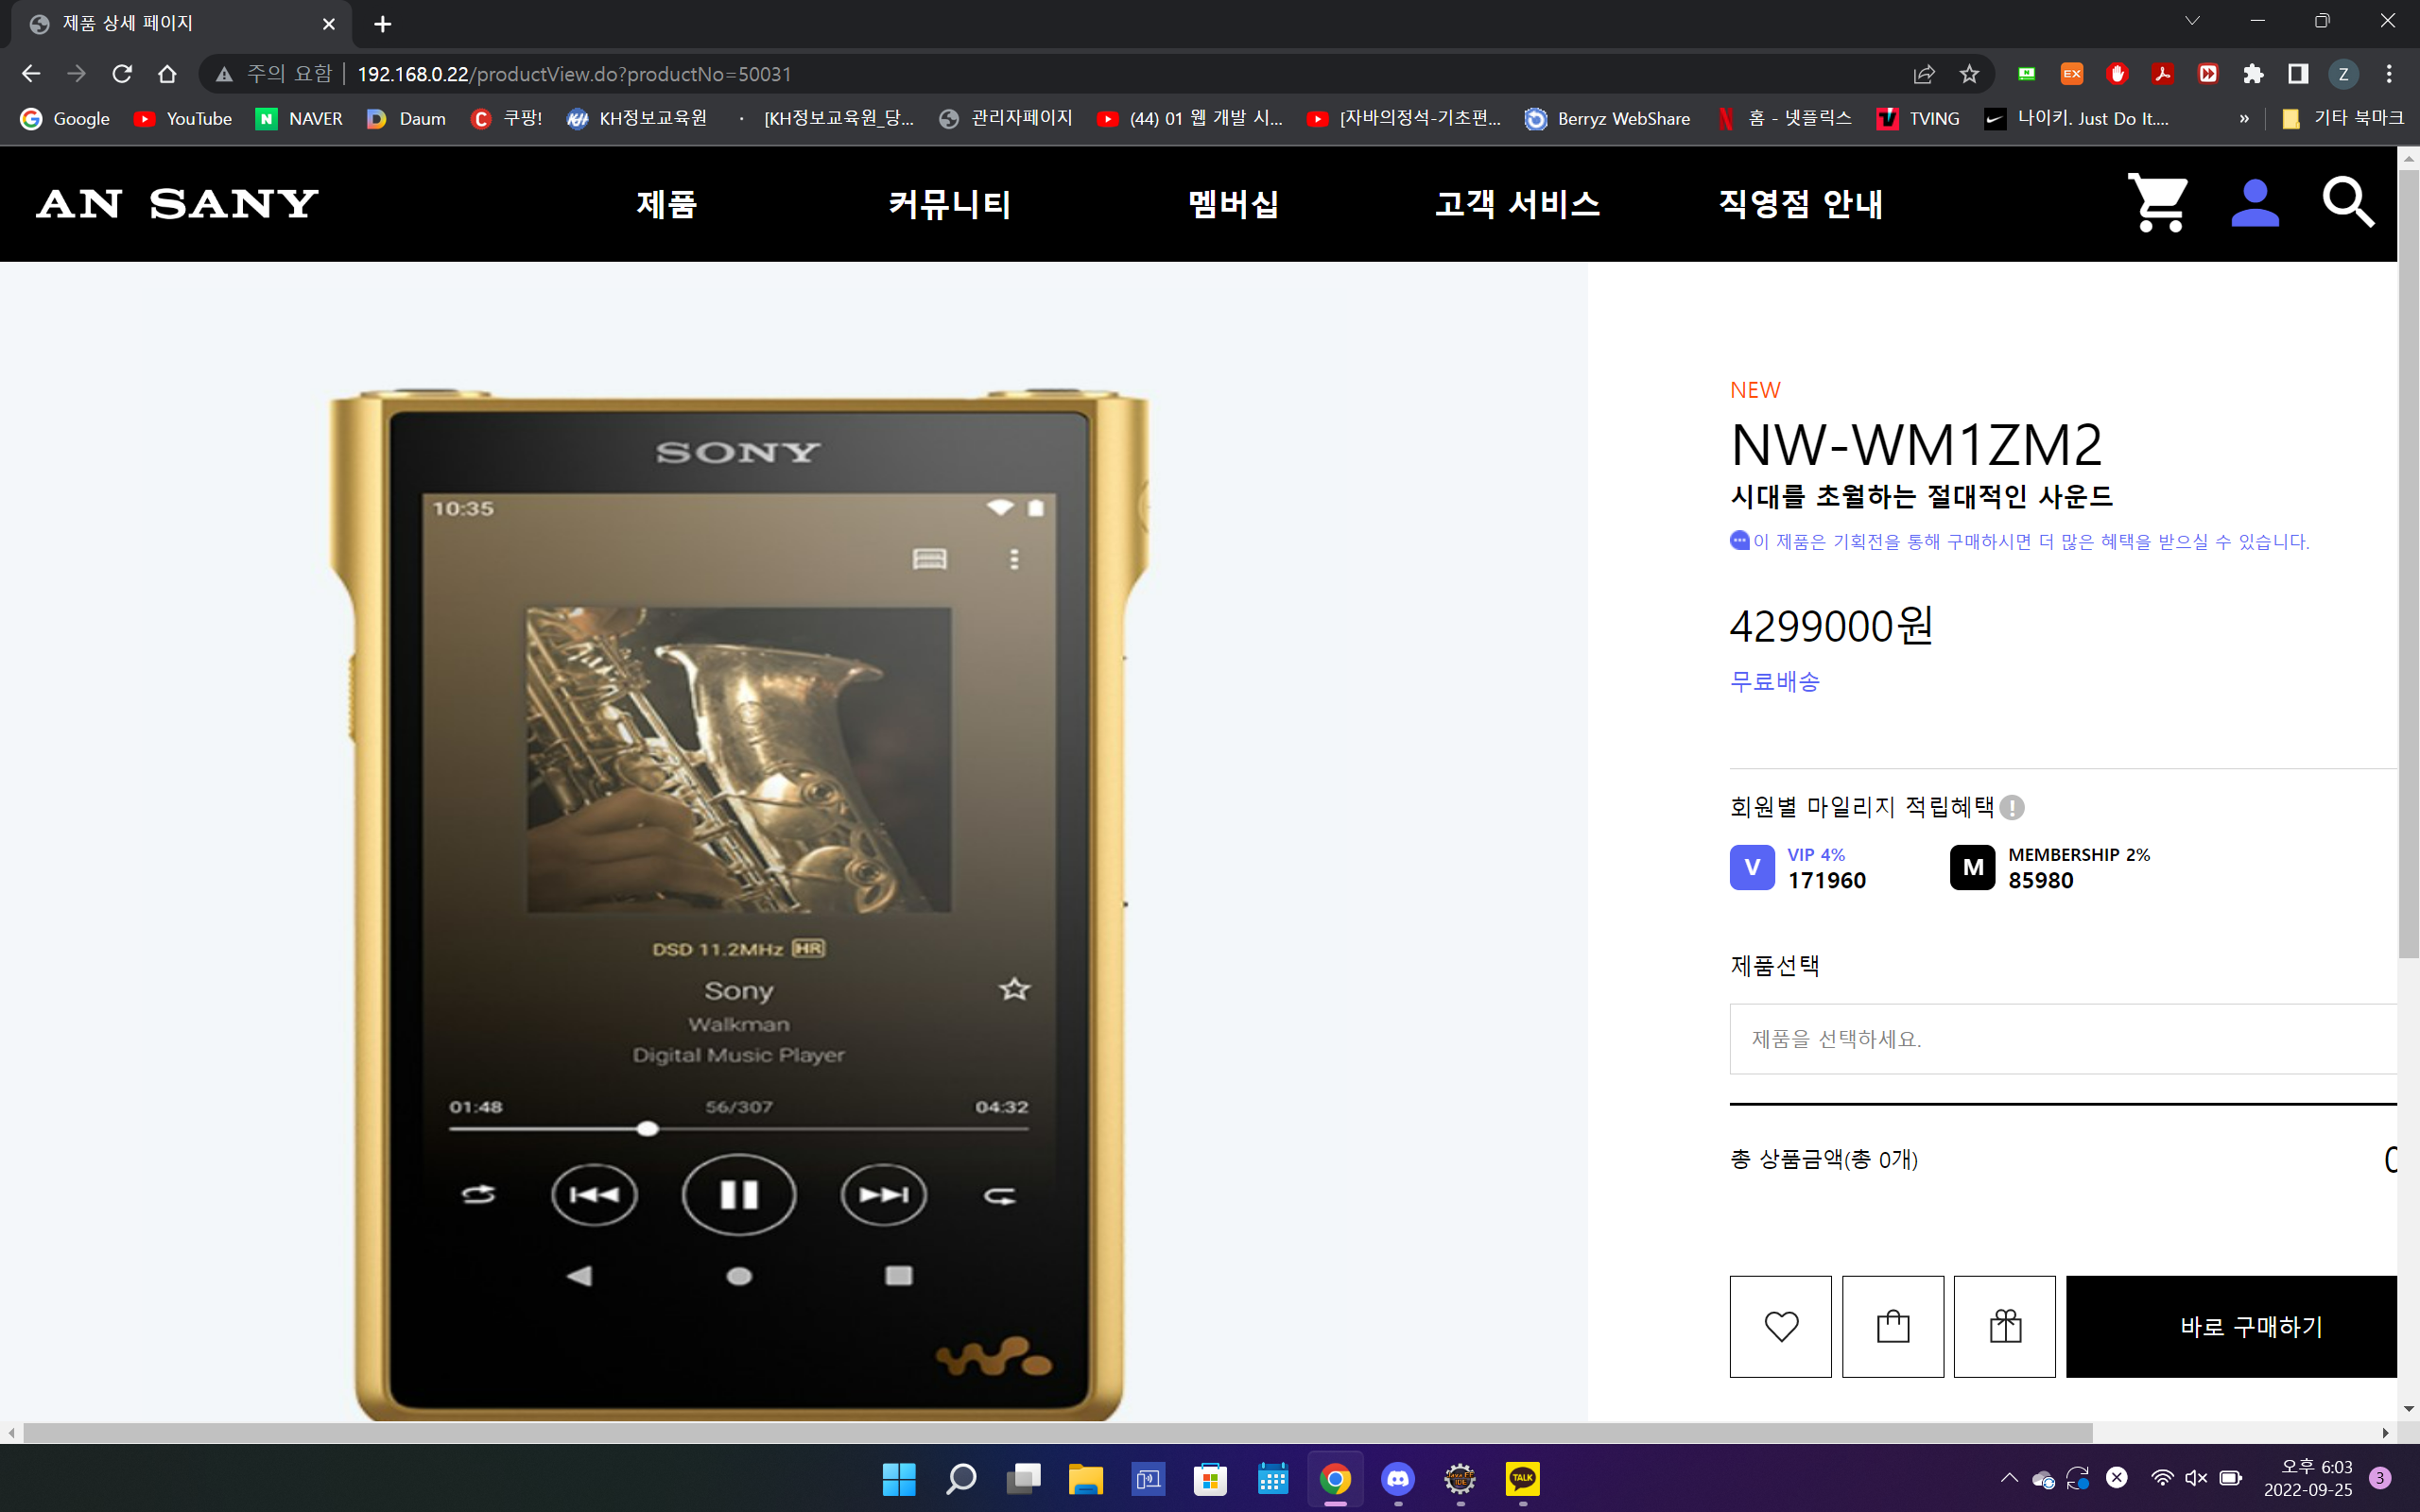 제품 상세 페이지
주의 요함 192.168.0.22/productView.do?productNo=50031
Google YouTube NAVER Daum 쿠팡! KH정보교육원 [KH정보교육원_당... 관리자페이지 (44) 01 웹 개발 시... [자바의정석-기초편... Berryz WebShare 홈 - 넷플릭스 TVING 나이키. Just Do It.... » 기타 북마크
AN SANY 제품 커뮤니티 멤버십 고객 서비스 직영점 안내
SONY
10:35
DSD 11.2MHz HR
Sony
Walkman
Digital Music Player
01:48 56/307 04:32
NEW
NW-WM1ZM2
시대를 초월하는 절대적인 사운드
이 제품은 기획전을 통해 구매하시면 더 많은 혜택을 받으실 수 있습니다.
4299000원
무료배송
회원별 마일리지 적립혜택
V VIP 4% M MEMBERSHIP 2%
171960 85980
제품선택
제품을 선택하세요.
총 상품금액(총 0개) 0
바로 구매하기
오후 6:03
2022-09-25
3